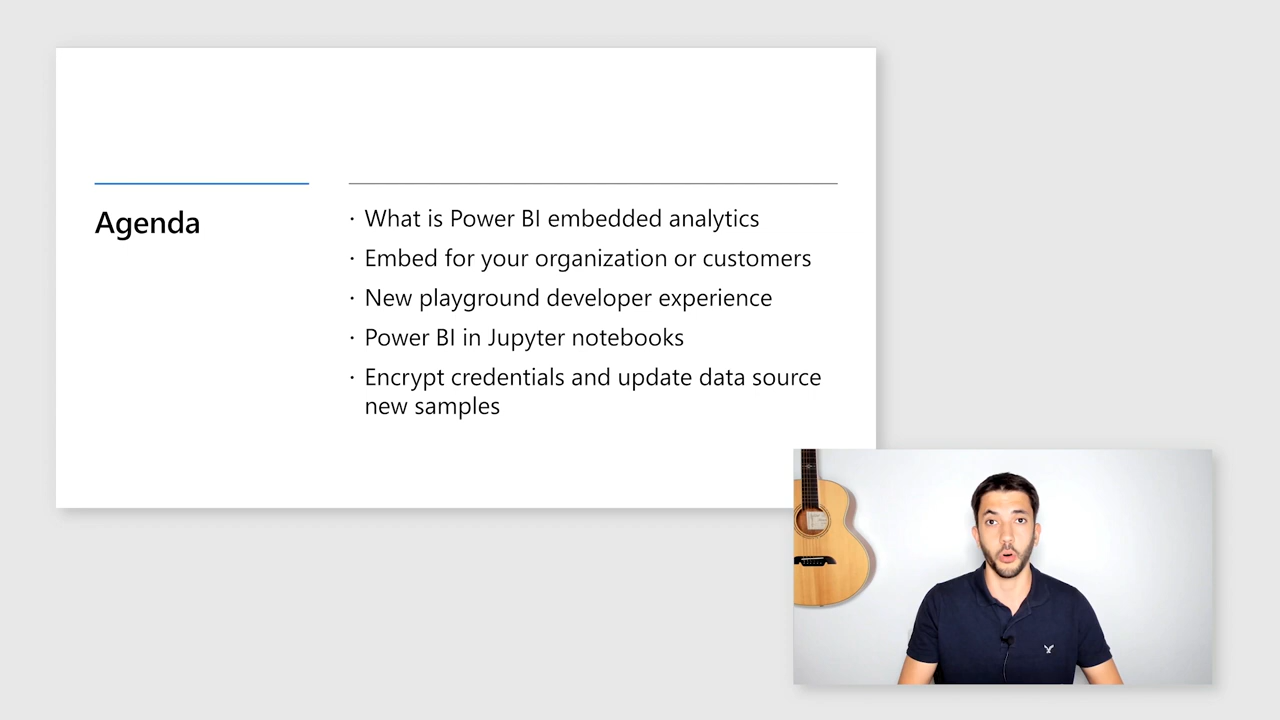 Agenda
· What is Power BI embedded analytics
· Embed for your organization or customers
· New playground developer experience
· Power BI in Jupyter notebooks
· Encrypt credentials and update data source
new samples